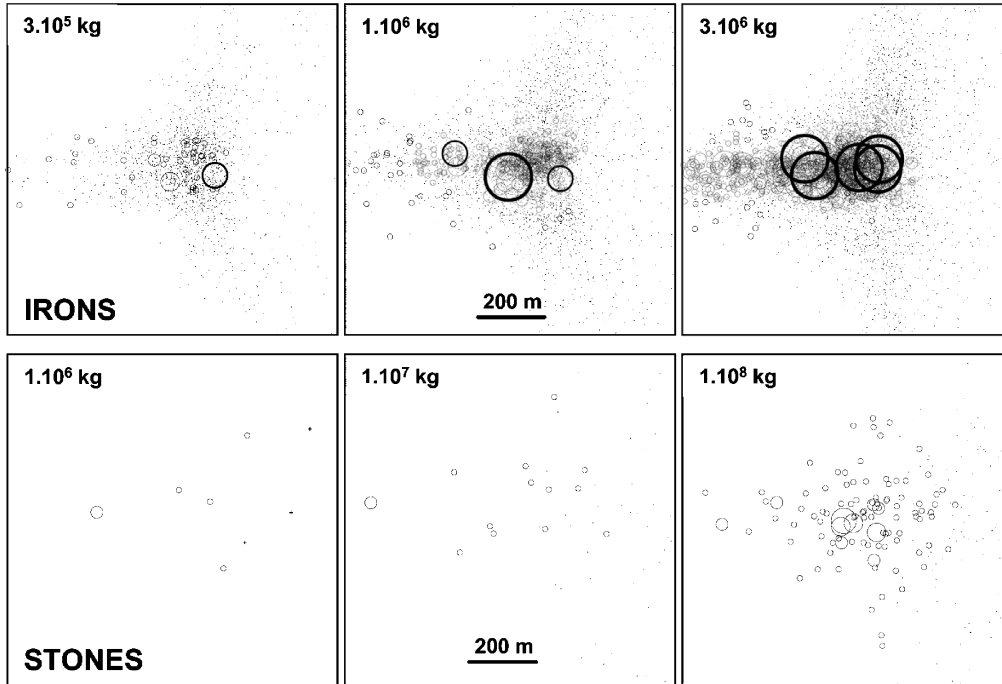 3.10⁵ kg
1.10⁶ kg
3.10⁶ kg
200 m
IRONS
1.10⁶ kg
1.10⁷ kg
1.10⁸ kg
200 m
STONES